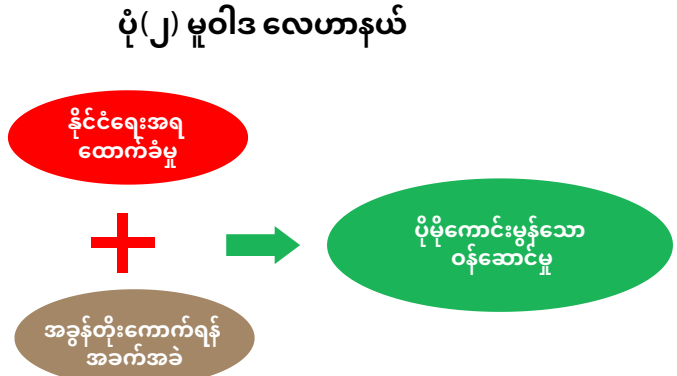 ပုံ(၂) မူဝါဒ လေဟာနယ်
နိုင်ငံရေးအရ
ထောက်ခံမှု
ပိုမိုကောင်းမွန်သော
ဝန်ဆောင်မှု
အခွန်တိုးကောက်ရန်
အခက်အခဲ